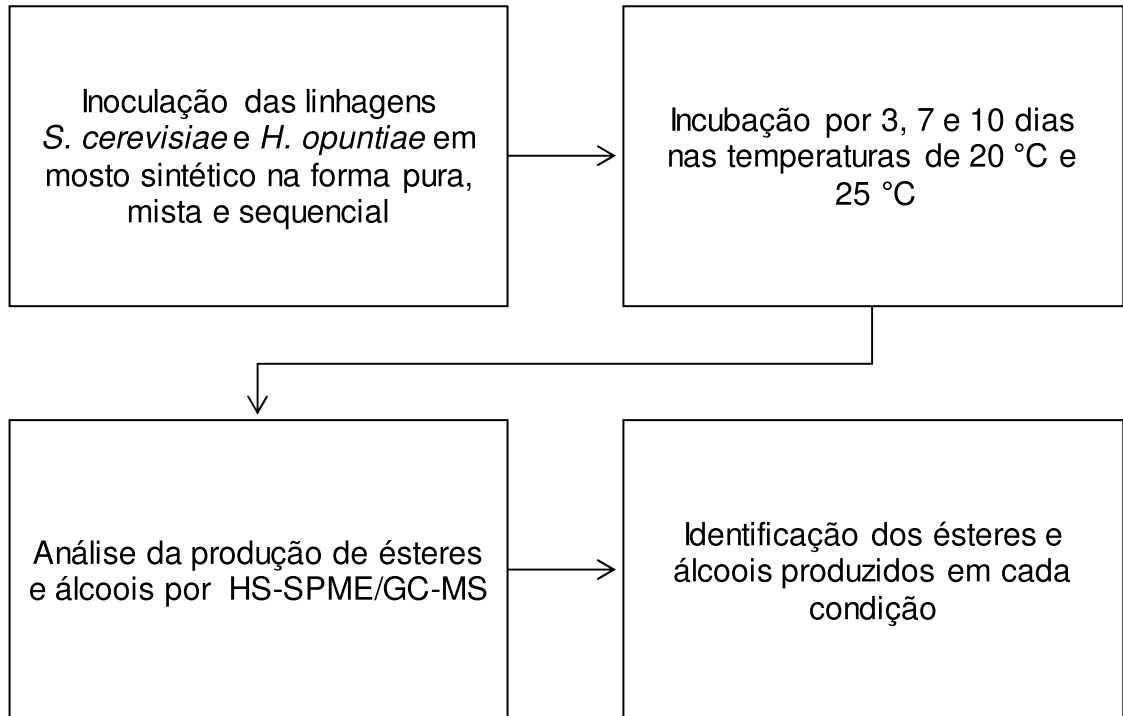 Inoculação das linhagens
S. cerevisiae e H. opuntiae em
mosto sintético na forma pura,
mista e sequencial
Incubação por 3, 7 e 10 dias
nas temperaturas de 20 °C e
25 °C
Análise da produção de ésteres
e álcoois por HS-SPME/GC-MS
Identificação dos ésteres e
álcoois produzidos em cada
condição